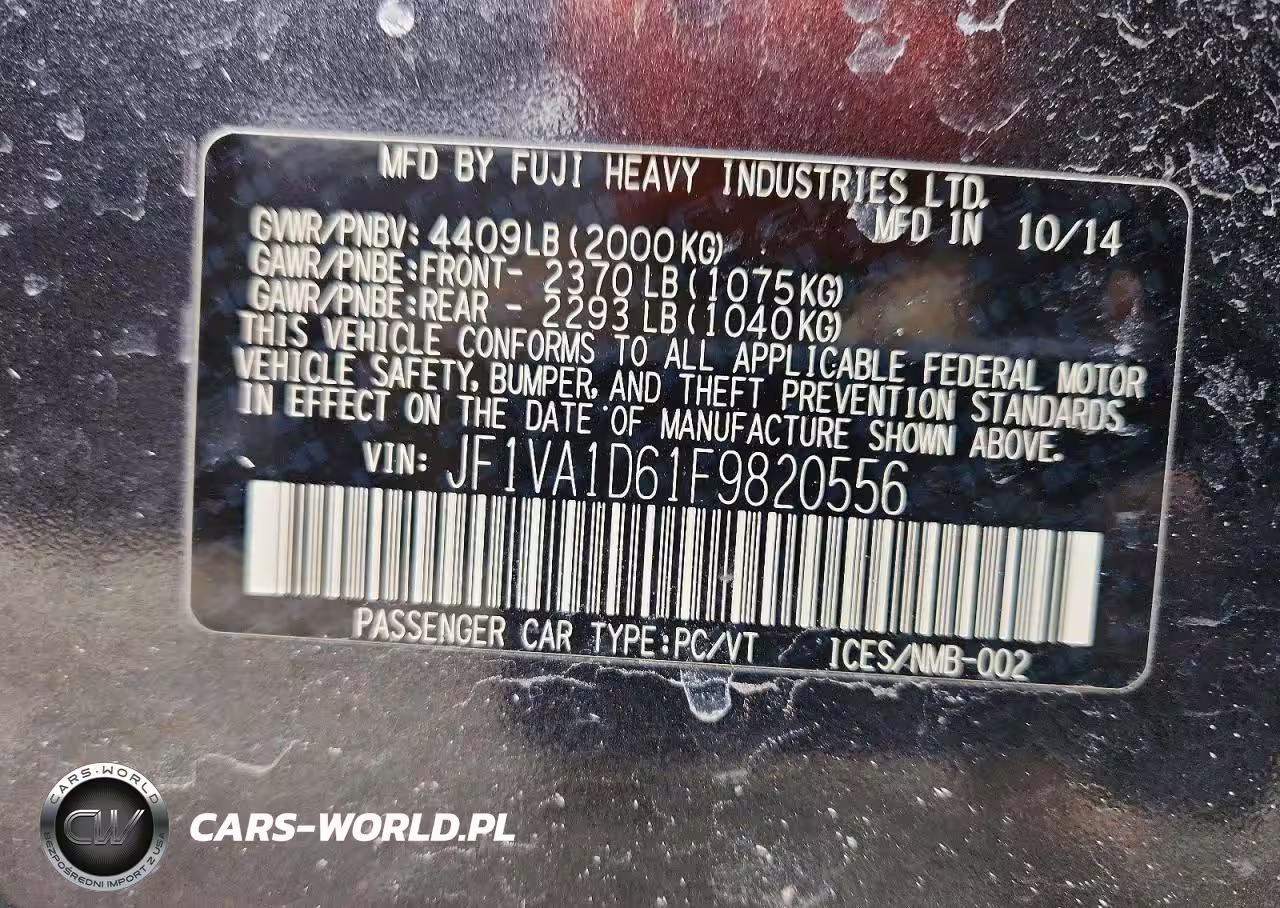 MFD BY FUJI HEAVY INDUSTRIES LTD.
MFD IN 10/14
GVWR/PNBV: 4409LB (2000KG)
GAWR/PNBE:FRONT- 2370LB (1075KG)
GAWR/PNBE:REAR - 2293LB (1040KG)
THIS VEHICLE CONFORMS TO ALL APPLICABLE FEDERAL MOTOR
VEHICLE SAFETY, BUMPER, AND THEFT PREVENTION STANDARDS
IN EFFECT ON THE DATE OF MANUFACTURE SHOWN ABOVE.
VIN: JF1VA1D61F9820556
PASSENGER CAR TYPE:PC/VT ICES/NMB-002
CARS-WORLD
CW
BEZPOŚREDNI IMPORT Z USA
CARS-WORLD.PL